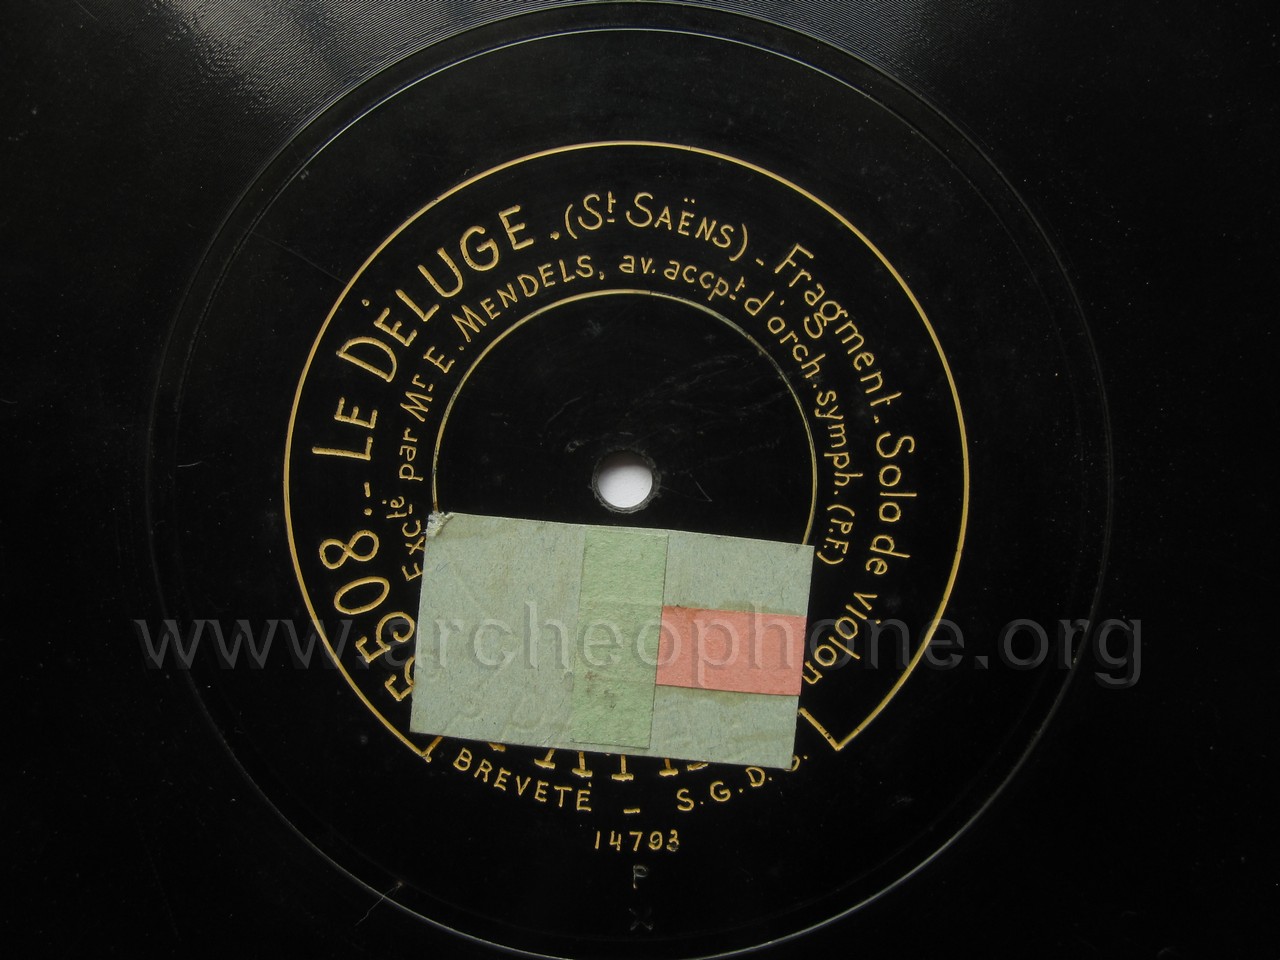 5508.- LE DÉLUGE. (St SAËNS) - Fragment - Solo de violon
Excté par Mr E. MENDELS, av. accpt d'orch. symph. (P.F.)
BREVETÉ - S.G.D.G.
14793
P
X
www.archeophone.org